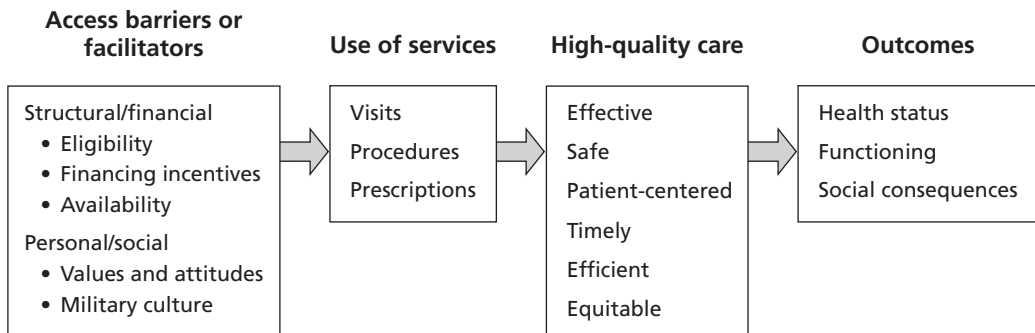 Access barriers or
facilitators
Structural/financial
• Eligibility
• Financing incentives
• Availability
Personal/social
• Values and attitudes
• Military culture
Use of services
Visits
Procedures
Prescriptions
High-quality care
Effective
Safe
Patient-centered
Timely
Efficient
Equitable
Outcomes
Health status
Functioning
Social consequences